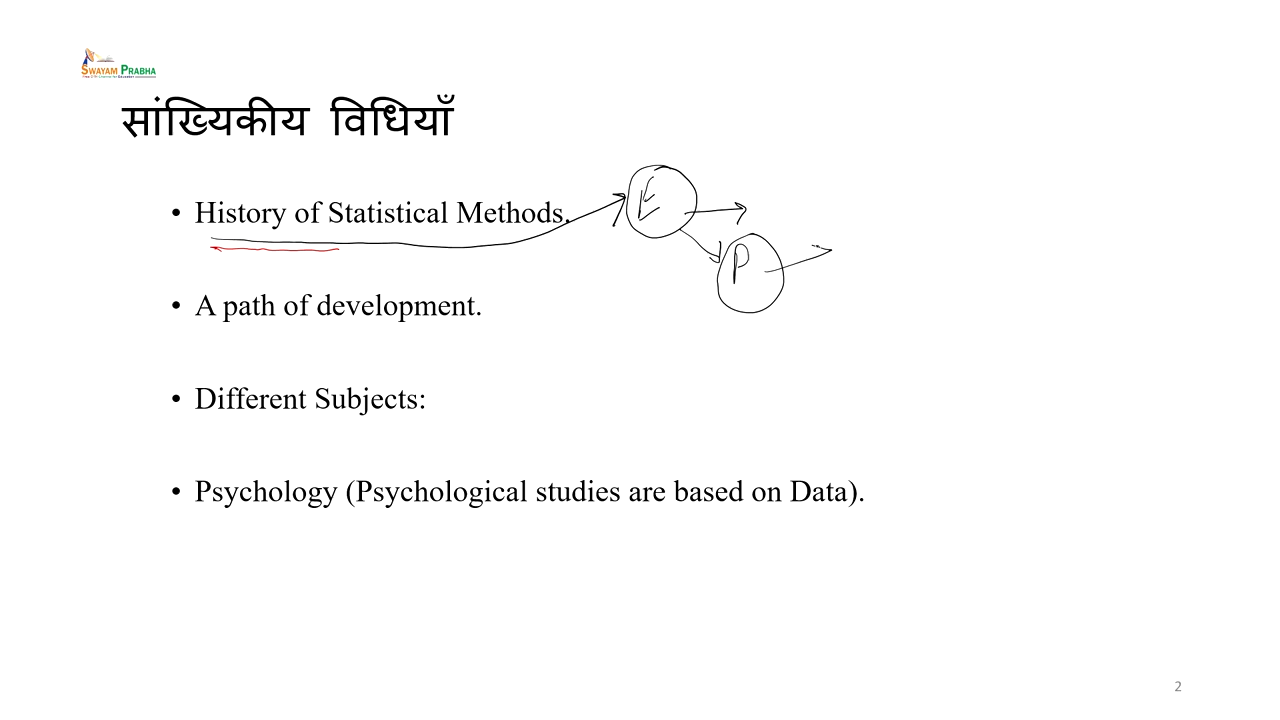 SWAYAM PRABHA
सांख्यिकीय विधियाँ
• History of Statistical Methods.
E
P
• A path of development.
• Different Subjects:
• Psychology (Psychological studies are based on Data).
2